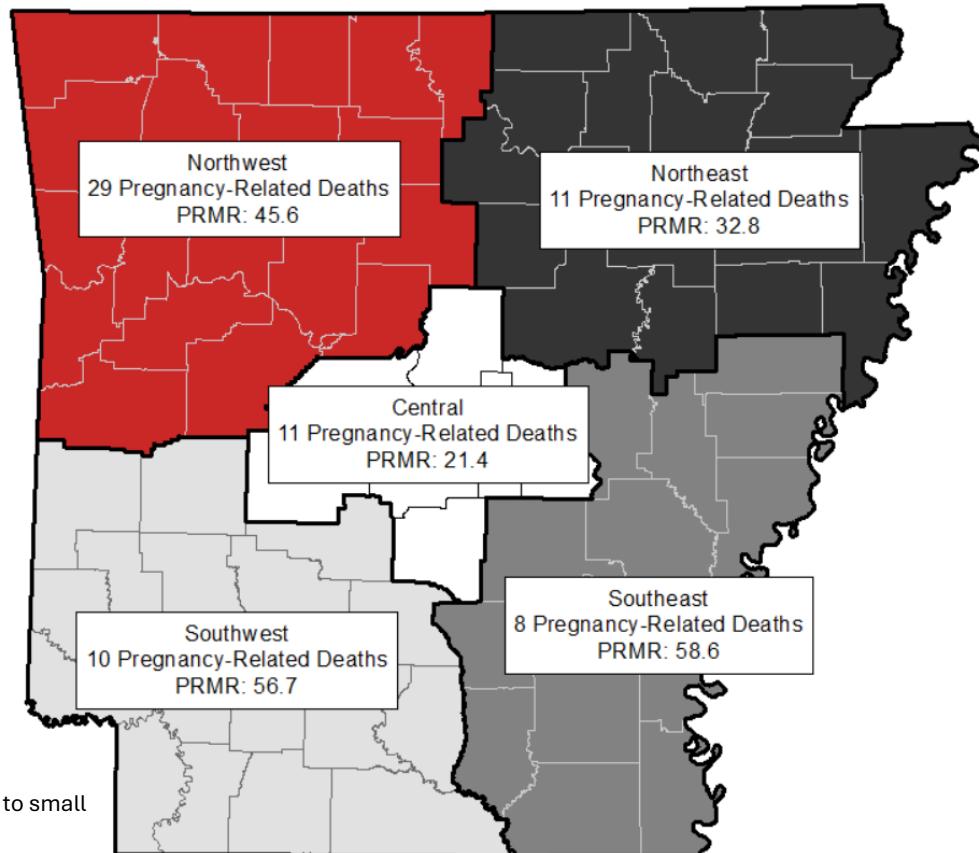 Northwest
29 Pregnancy-Related Deaths
PRMR: 45.6
Northeast
11 Pregnancy-Related Deaths
PRMR: 32.8
Central
11 Pregnancy-Related Deaths
PRMR: 21.4
Southwest
10 Pregnancy-Related Deaths
PRMR: 56.7
Southeast
8 Pregnancy-Related Deaths
PRMR: 58.6
to small